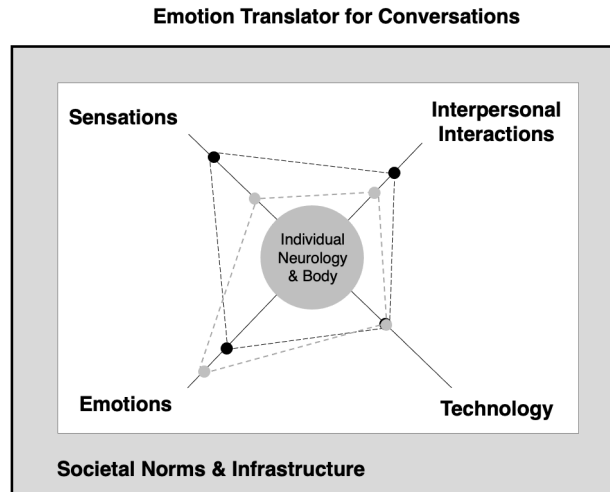 Emotion Translator for Conversations
Sensations
Interpersonal
Interactions
Individual
Neurology
& Body
Emotions
Technology
Societal Norms & Infrastructure